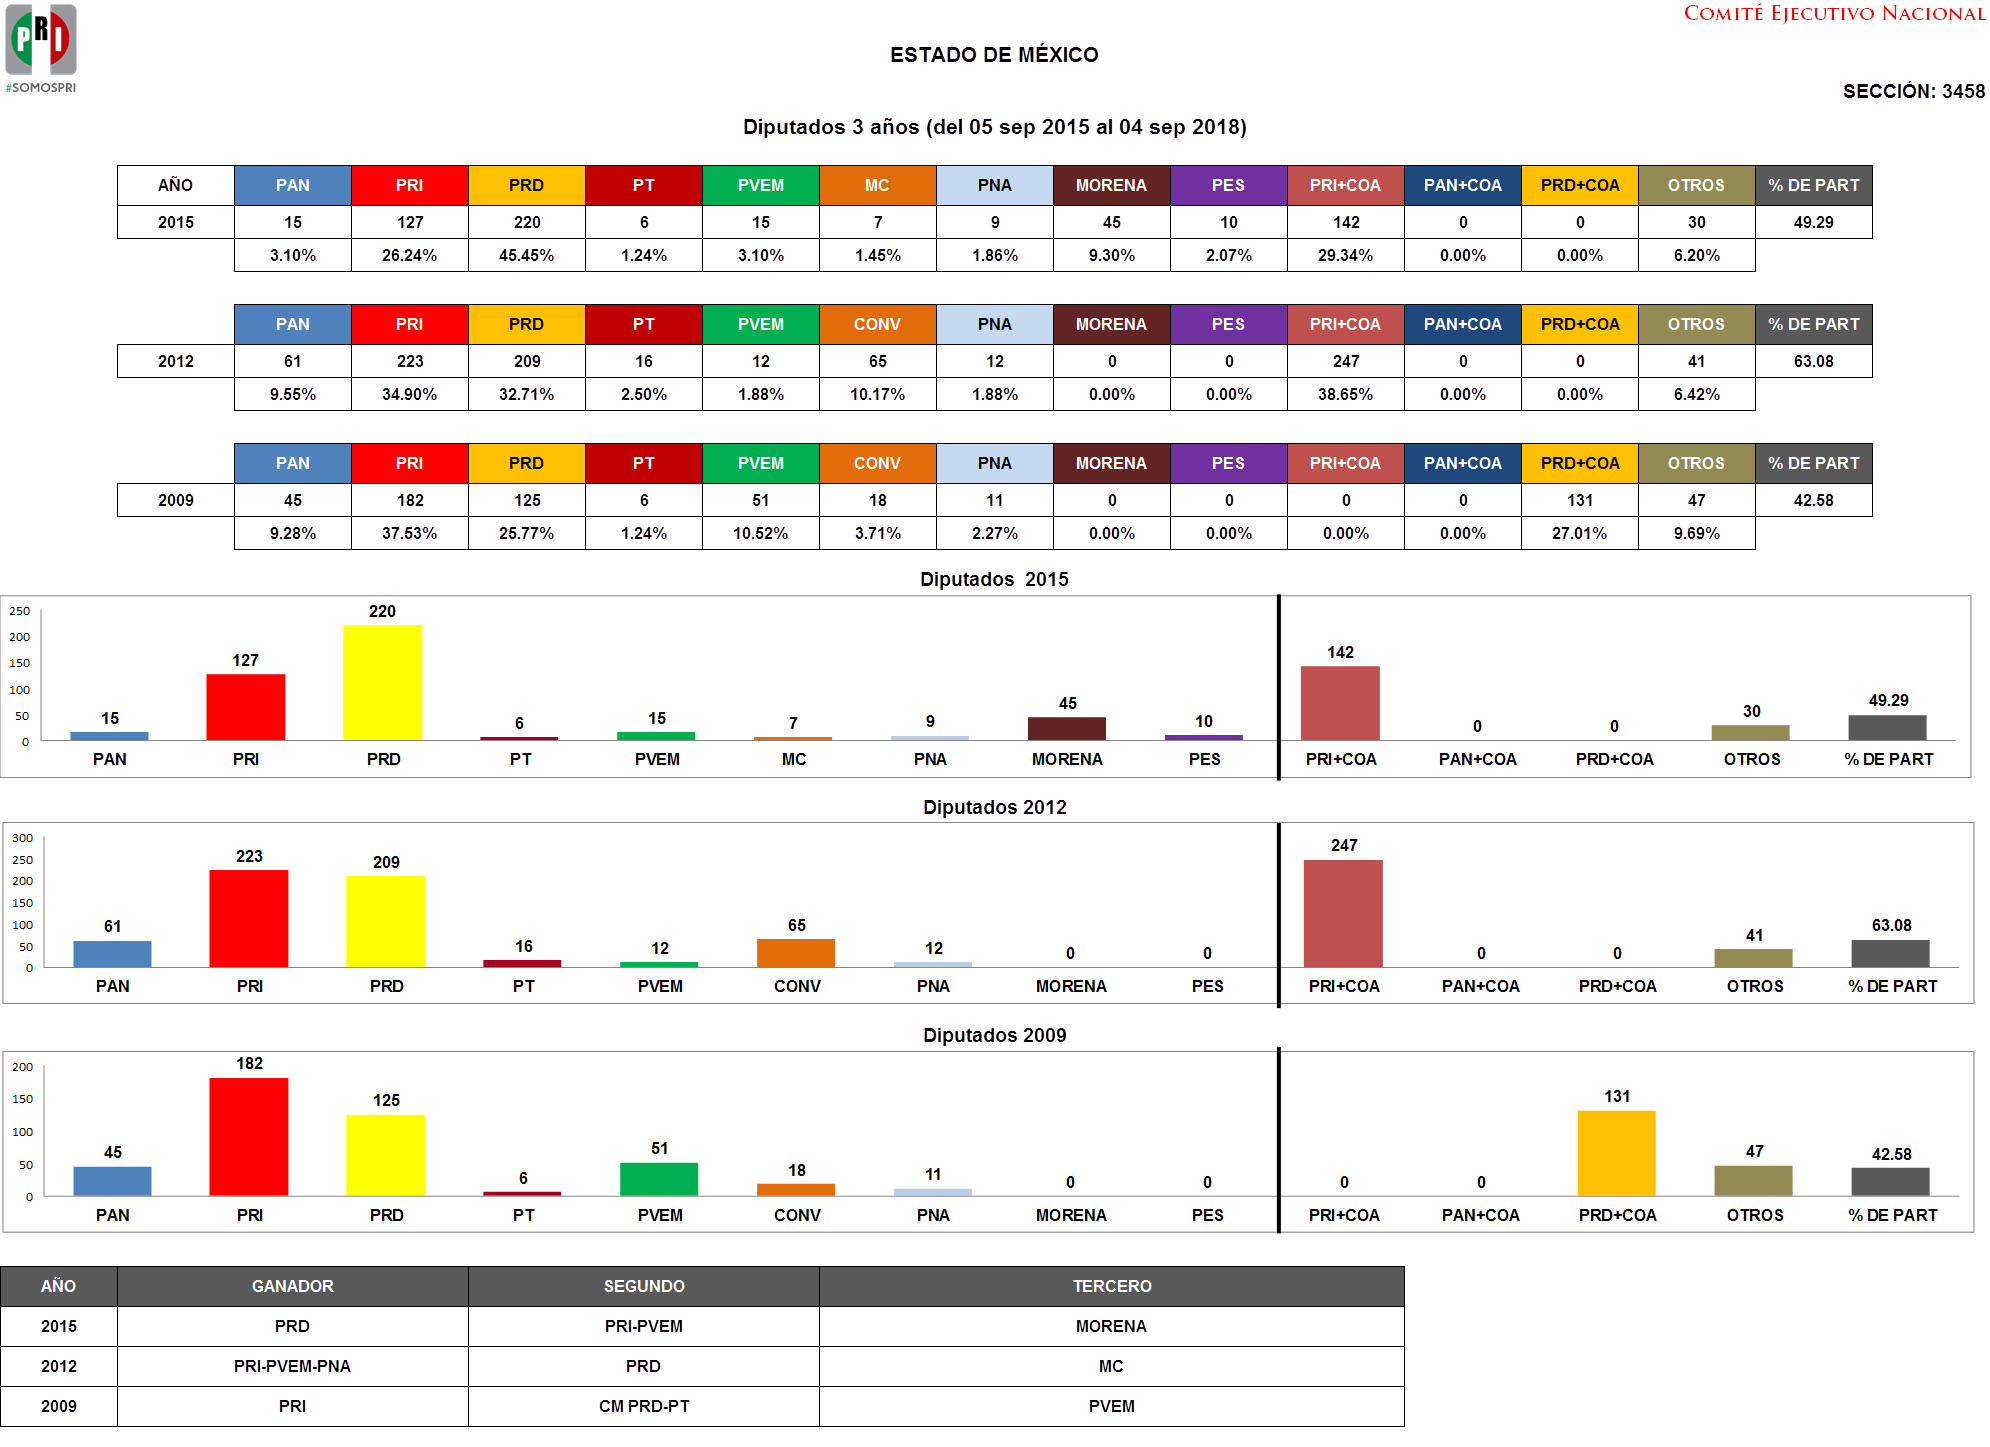 PRI
#SOMOSPRI
COMITÉ EJECUTIVO NACIONAL
ESTADO DE MÉXICO
SECCIÓN: 3458
Diputados 3 años (del 05 sep 2015 al 04 sep 2018)
AÑO PAN PRI PRD PT PVEM MC PNA MORENA PES PRI+COA PAN+COA PRD+COA OTROS % DE PART
2015 15 127 220 6 15 7 9 45 10 142 0 0 30 49.29
3.10% 26.24% 45.45% 1.24% 3.10% 1.45% 1.86% 9.30% 2.07% 29.34% 0.00% 0.00% 6.20%
PAN PRI PRD PT PVEM CONV PNA MORENA PES PRI+COA PAN+COA PRD+COA OTROS % DE PART
2012 61 223 209 16 12 65 12 0 0 247 0 0 41 63.08
9.55% 34.90% 32.71% 2.50% 1.88% 10.17% 1.88% 0.00% 0.00% 38.65% 0.00% 0.00% 6.42%
PAN PRI PRD PT PVEM CONV PNA MORENA PES PRI+COA PAN+COA PRD+COA OTROS % DE PART
2009 45 182 125 6 51 18 11 0 0 0 0 131 47 42.58
9.28% 37.53% 25.77% 1.24% 10.52% 3.71% 2.27% 0.00% 0.00% 0.00% 0.00% 27.01% 9.69%
Diputados 2015
250
200
150
100
50
0
15 127 220 6 15 7 9 45 10 142 0 0 30 49.29
PAN PRI PRD PT PVEM MC PNA MORENA PES PRI+COA PAN+COA PRD+COA OTROS % DE PART
Diputados 2012
300
250
200
150
100
50
0
61 223 209 16 12 65 12 0 0 247 0 0 41 63.08
PAN PRI PRD PT PVEM CONV PNA MORENA PES PRI+COA PAN+COA PRD+COA OTROS % DE PART
Diputados 2009
200
150
100
50
0
45 182 125 6 51 18 11 0 0 0 0 131 47 42.58
PAN PRI PRD PT PVEM CONV PNA MORENA PES PRI+COA PAN+COA PRD+COA OTROS % DE PART
AÑO GANADOR SEGUNDO TERCERO
2015 PRD PRI-PVEM MORENA
2012 PRI-PVEM-PNA PRD MC
2009 PRI CM PRD-PT PVEM